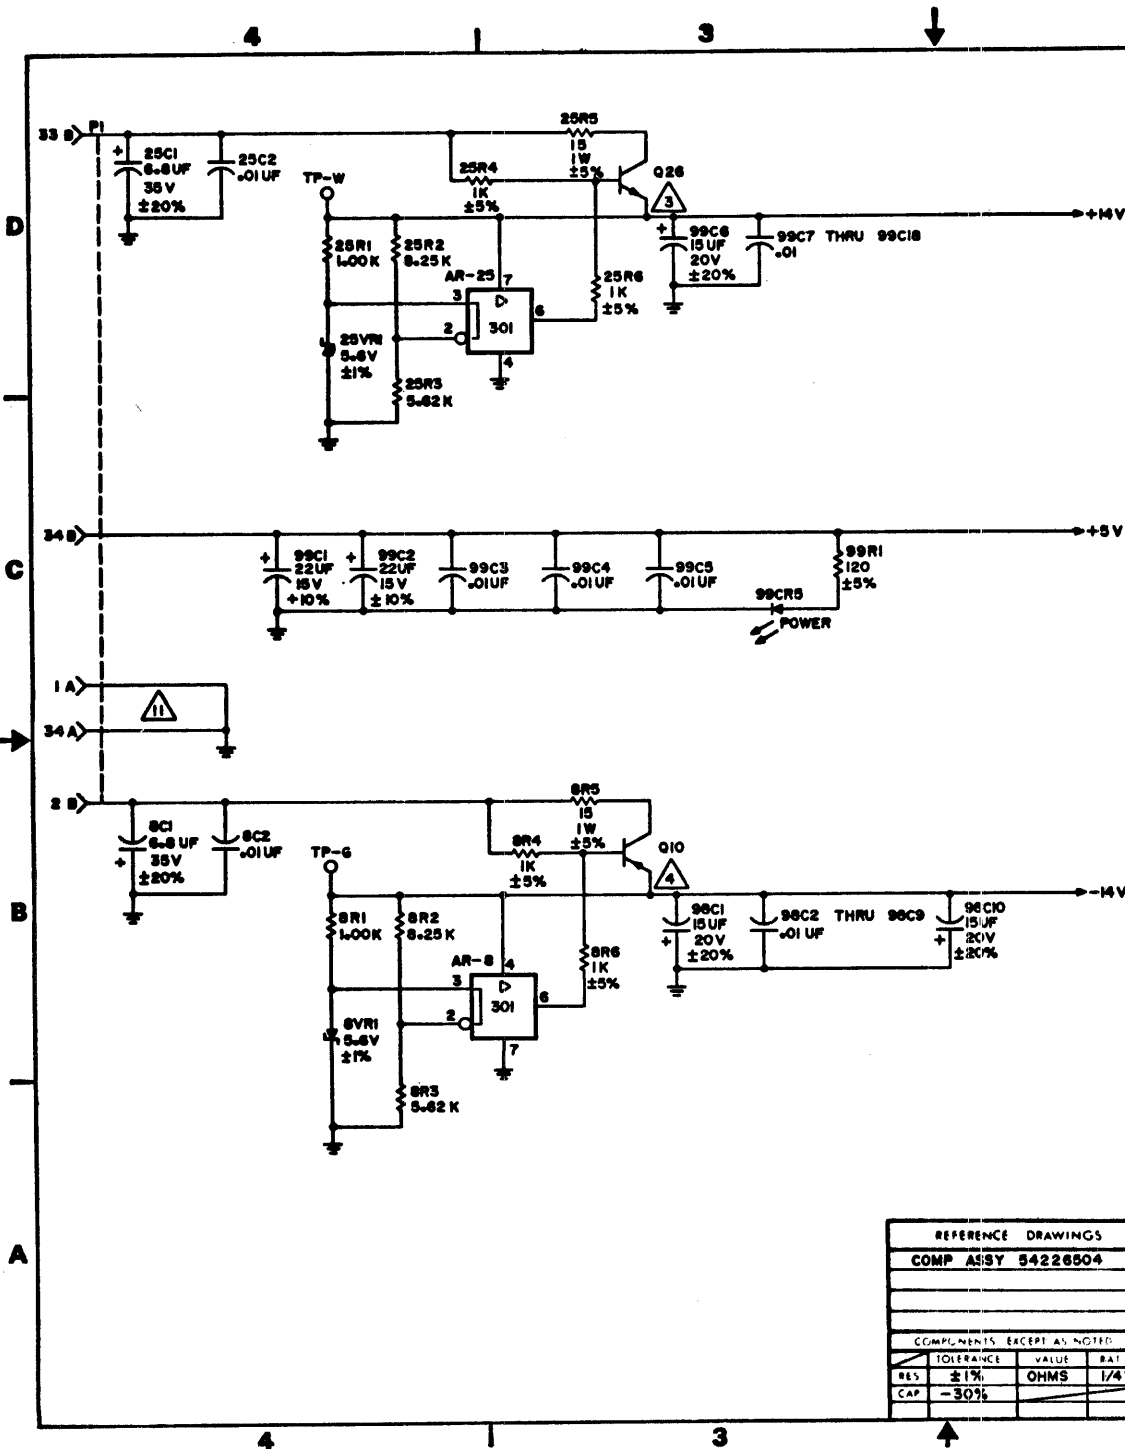 4 3
33 B P1
25C1
6.8UF
35V
±20%
25C2
.01UF
TP-W
25R5
15
1W
±5%
25R4
1K
±5%
Q26
3
+14V
D
25R1
1.00K
25R2
8.25K
AR-25
7
3
301
6
2
4
25R6
1K
±5%
99C6
15UF
20V
±20%
99C7 THRU 99C18
.01
25VR1
5.6V
±1%
25R3
5.62K
34B
+5V
C
99C1
22UF
15V
+10%
99C2
22UF
15V
±10%
99C3
.01UF
99C4
.01UF
99C5
.01UF
99R1
120
±5%
99CR5
POWER
1A
11
34A
2 B
8C1
6.8UF
35V
±20%
8C2
.01UF
TP-G
8R5
15
1W
±5%
8R4
1K
±5%
Q10
4
-14V
B
8R1
1.00K
8R2
8.25K
AR-8
4
3
301
6
2
7
8R6
1K
±5%
98C1
15UF
20V
±20%
98C2 THRU 98C9
.01UF
98C10
15UF
20V
±20%
8VR1
5.6V
±1%
8R3
5.62K
A
REFERENCE DRAWINGS
COMP ASSY 54226504
COMPONENTS EXCEPT AS NOTED
TOLERANCE VALUE RAT
RES ±1% OHMS 1/4
CAP -30%
4 3